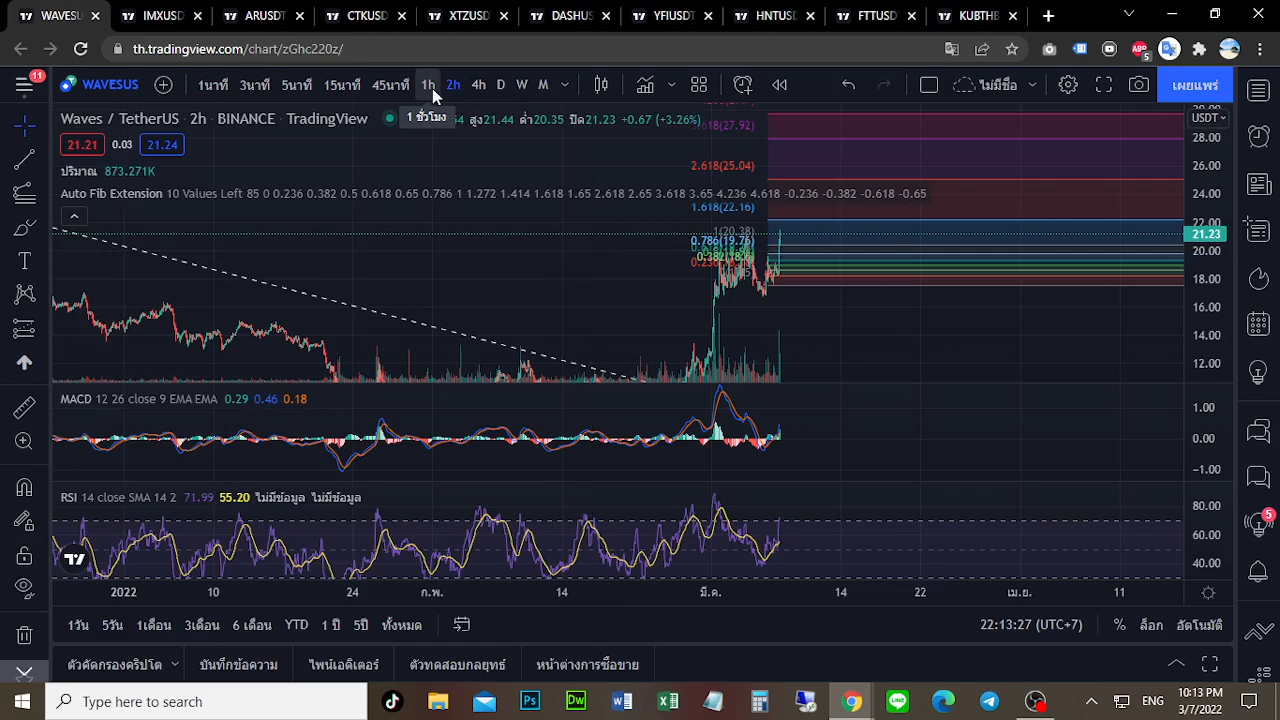 WAVESUS
IMXUSD
ARUSDT
CTKUSD
XTZUSD
DASHUS
YFIUSDT
HNTUSD
FTTUSDT
KUBTHB
th.tradingview.com/chart/zGhc220z/
11
WAVESUS
1นาที 3นาที 5นาที 15นาที 45นาที 1h 2h 4h D W M
ไม่มีชื่อ
เผยแพร่
1 ชั่วโมง
Waves / TetherUS · 2h · BINANCE · TradingView
สูง21.44 ต่ำ20.35 ปิด21.23 +0.67 (+3.26%)
USDT
21.21 0.03 21.24
ปริมาณ 873.271K
Auto Fib Extension 10 Values Left 85 0 0.236 0.382 0.5 0.618 0.65 0.786 1 1.772 1.414 1.618 1.65 2.618 2.65 3.618 3.65 4.236 4.618 -0.236 -0.382 -0.618 -0.65
3.618(27.92)
2.618(25.04)
1.618(22.16)
1(20.38)
0.786(19.76)
28.00
26.00
24.00
22.00
21.23
20.00
18.00
16.00
14.00
12.00
MACD 12 26 close 9 EMA EMA 0.29 0.46 0.18
1.00
0.00
−1.00
RSI 14 close SMA 14 2 71.99 55.20 ไม่มีข้อมูล ไม่มีข้อมูล
80.00
60.00
40.00
2022 10 24 ก.พ. 14 มี.ค. 14 22 เม.ย. 11
1วัน 5วัน 1เดือน 3เดือน 6 เดือน YTD 1 ปี 5ปี ทั้งหมด
22:13:27 (UTC+7) % ล็อก อัตโนมัติ
ตัวคัดกรองคริปโต บันทึกข้อความ ไพน์เอดิเตอร์ ตัวทดสอบกลยุทธ์ หน้าต่างการซื้อขาย
5
ABP
5
Type here to search
Ps
Dw
LINE
ENG
10:13 PM
3/7/2022